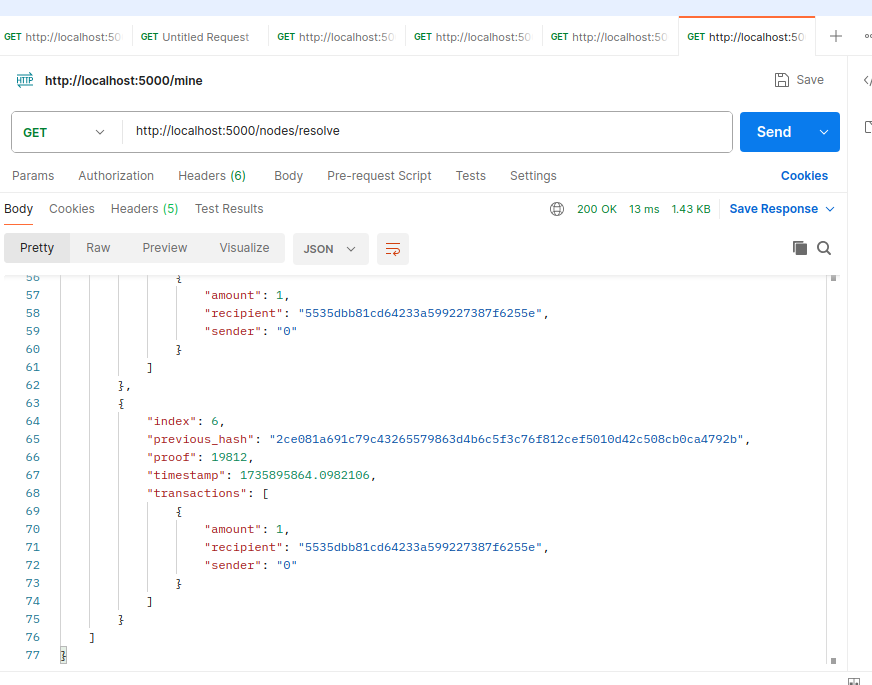 GET http://localhost:50 GET Untitled Request GET http://localhost:50 GET http://localhost:50 GET http://localhost:50 GET http://localhost:50
HTTP http://localhost:5000/mine Save
GET http://localhost:5000/nodes/resolve Send
Params Authorization Headers (6) Body Pre-request Script Tests Settings Cookies
Body Cookies Headers (5) Test Results 200 OK 13 ms 1.43 KB Save Response
Pretty Raw Preview Visualize JSON
56 {
57 "amount": 1,
58 "recipient": "5535dbb81cd64233a599227387f6255e",
59 "sender": "0"
60 }
61 ]
62 },
63 {
64 "index": 6,
65 "previous_hash": "2ce081a691c79c43265579863d4b6c5f3c76f812cef5010d42c508cb0ca4792b",
66 "proof": 19812,
67 "timestamp": 1735895864.0982106,
68 "transactions": [
69 {
70 "amount": 1,
71 "recipient": "5535dbb81cd64233a599227387f6255e",
72 "sender": "0"
73 }
74 ]
75 }
76 ]
77 }